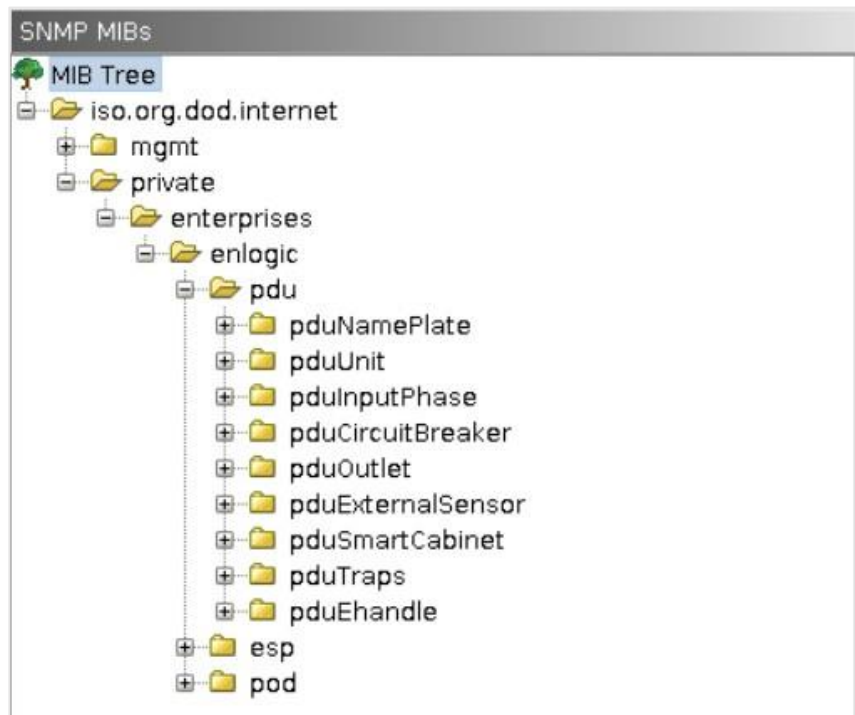 SNMP MIBs
MIB Tree
iso.org.dod.internet
mgmt
private
enterprises
enlogic
pdu
pduNamePlate
pduUnit
pduInputPhase
pduCircuitBreaker
pduOutlet
pduExternalSensor
pduSmartCabinet
pduTraps
pduEhandle
esp
pod